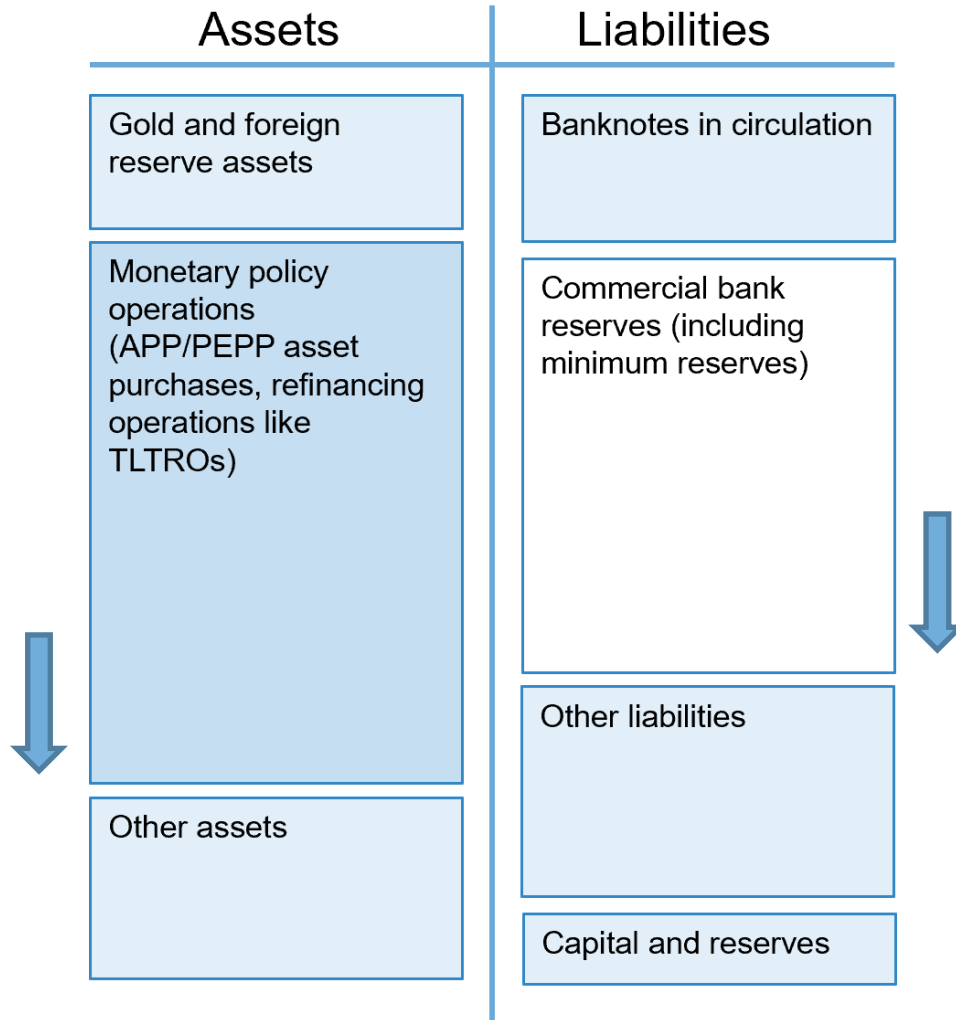 Assets
Liabilities
Gold and foreign
reserve assets
Monetary policy
operations
(APP/PEPP asset
purchases, refinancing
operations like
TLTROs)
Other assets
Banknotes in circulation
Commercial bank
reserves (including
minimum reserves)
Other liabilities
Capital and reserves